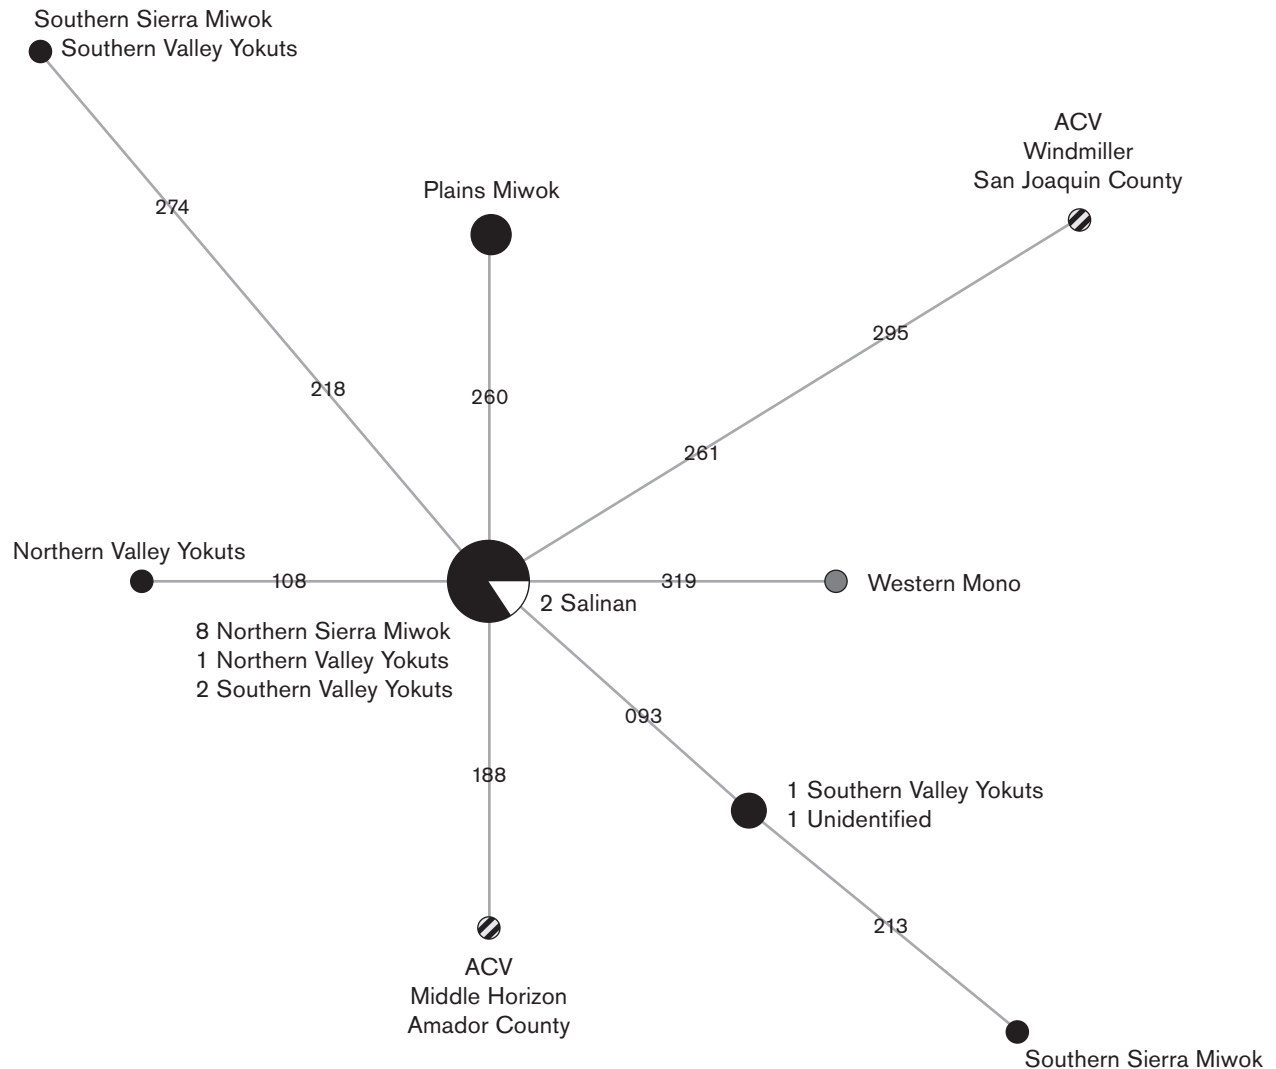 Southern Sierra Miwok
Southern Valley Yokuts
ACV
Windmiller
San Joaquin County
Plains Miwok
274
295
218
260
261
Northern Valley Yokuts
108
319
Western Mono
2 Salinan
8 Northern Sierra Miwok
1 Northern Valley Yokuts
2 Southern Valley Yokuts
093
188
1 Southern Valley Yokuts
1 Unidentified
213
ACV
Middle Horizon
Amador County
Southern Sierra Miwok